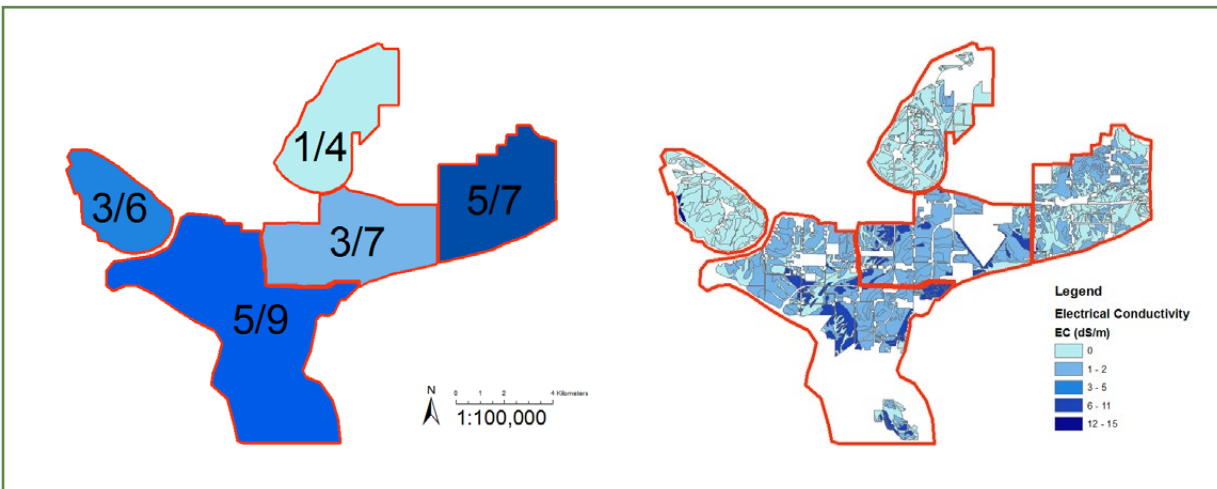 1/4
3/6
3/7
5/7
5/9
N
0 1 2 4 Kilometers
1:100,000
Legend
Electrical Conductivity
EC (dS/m)
0
1 - 2
3 - 5
6 - 11
12 - 15